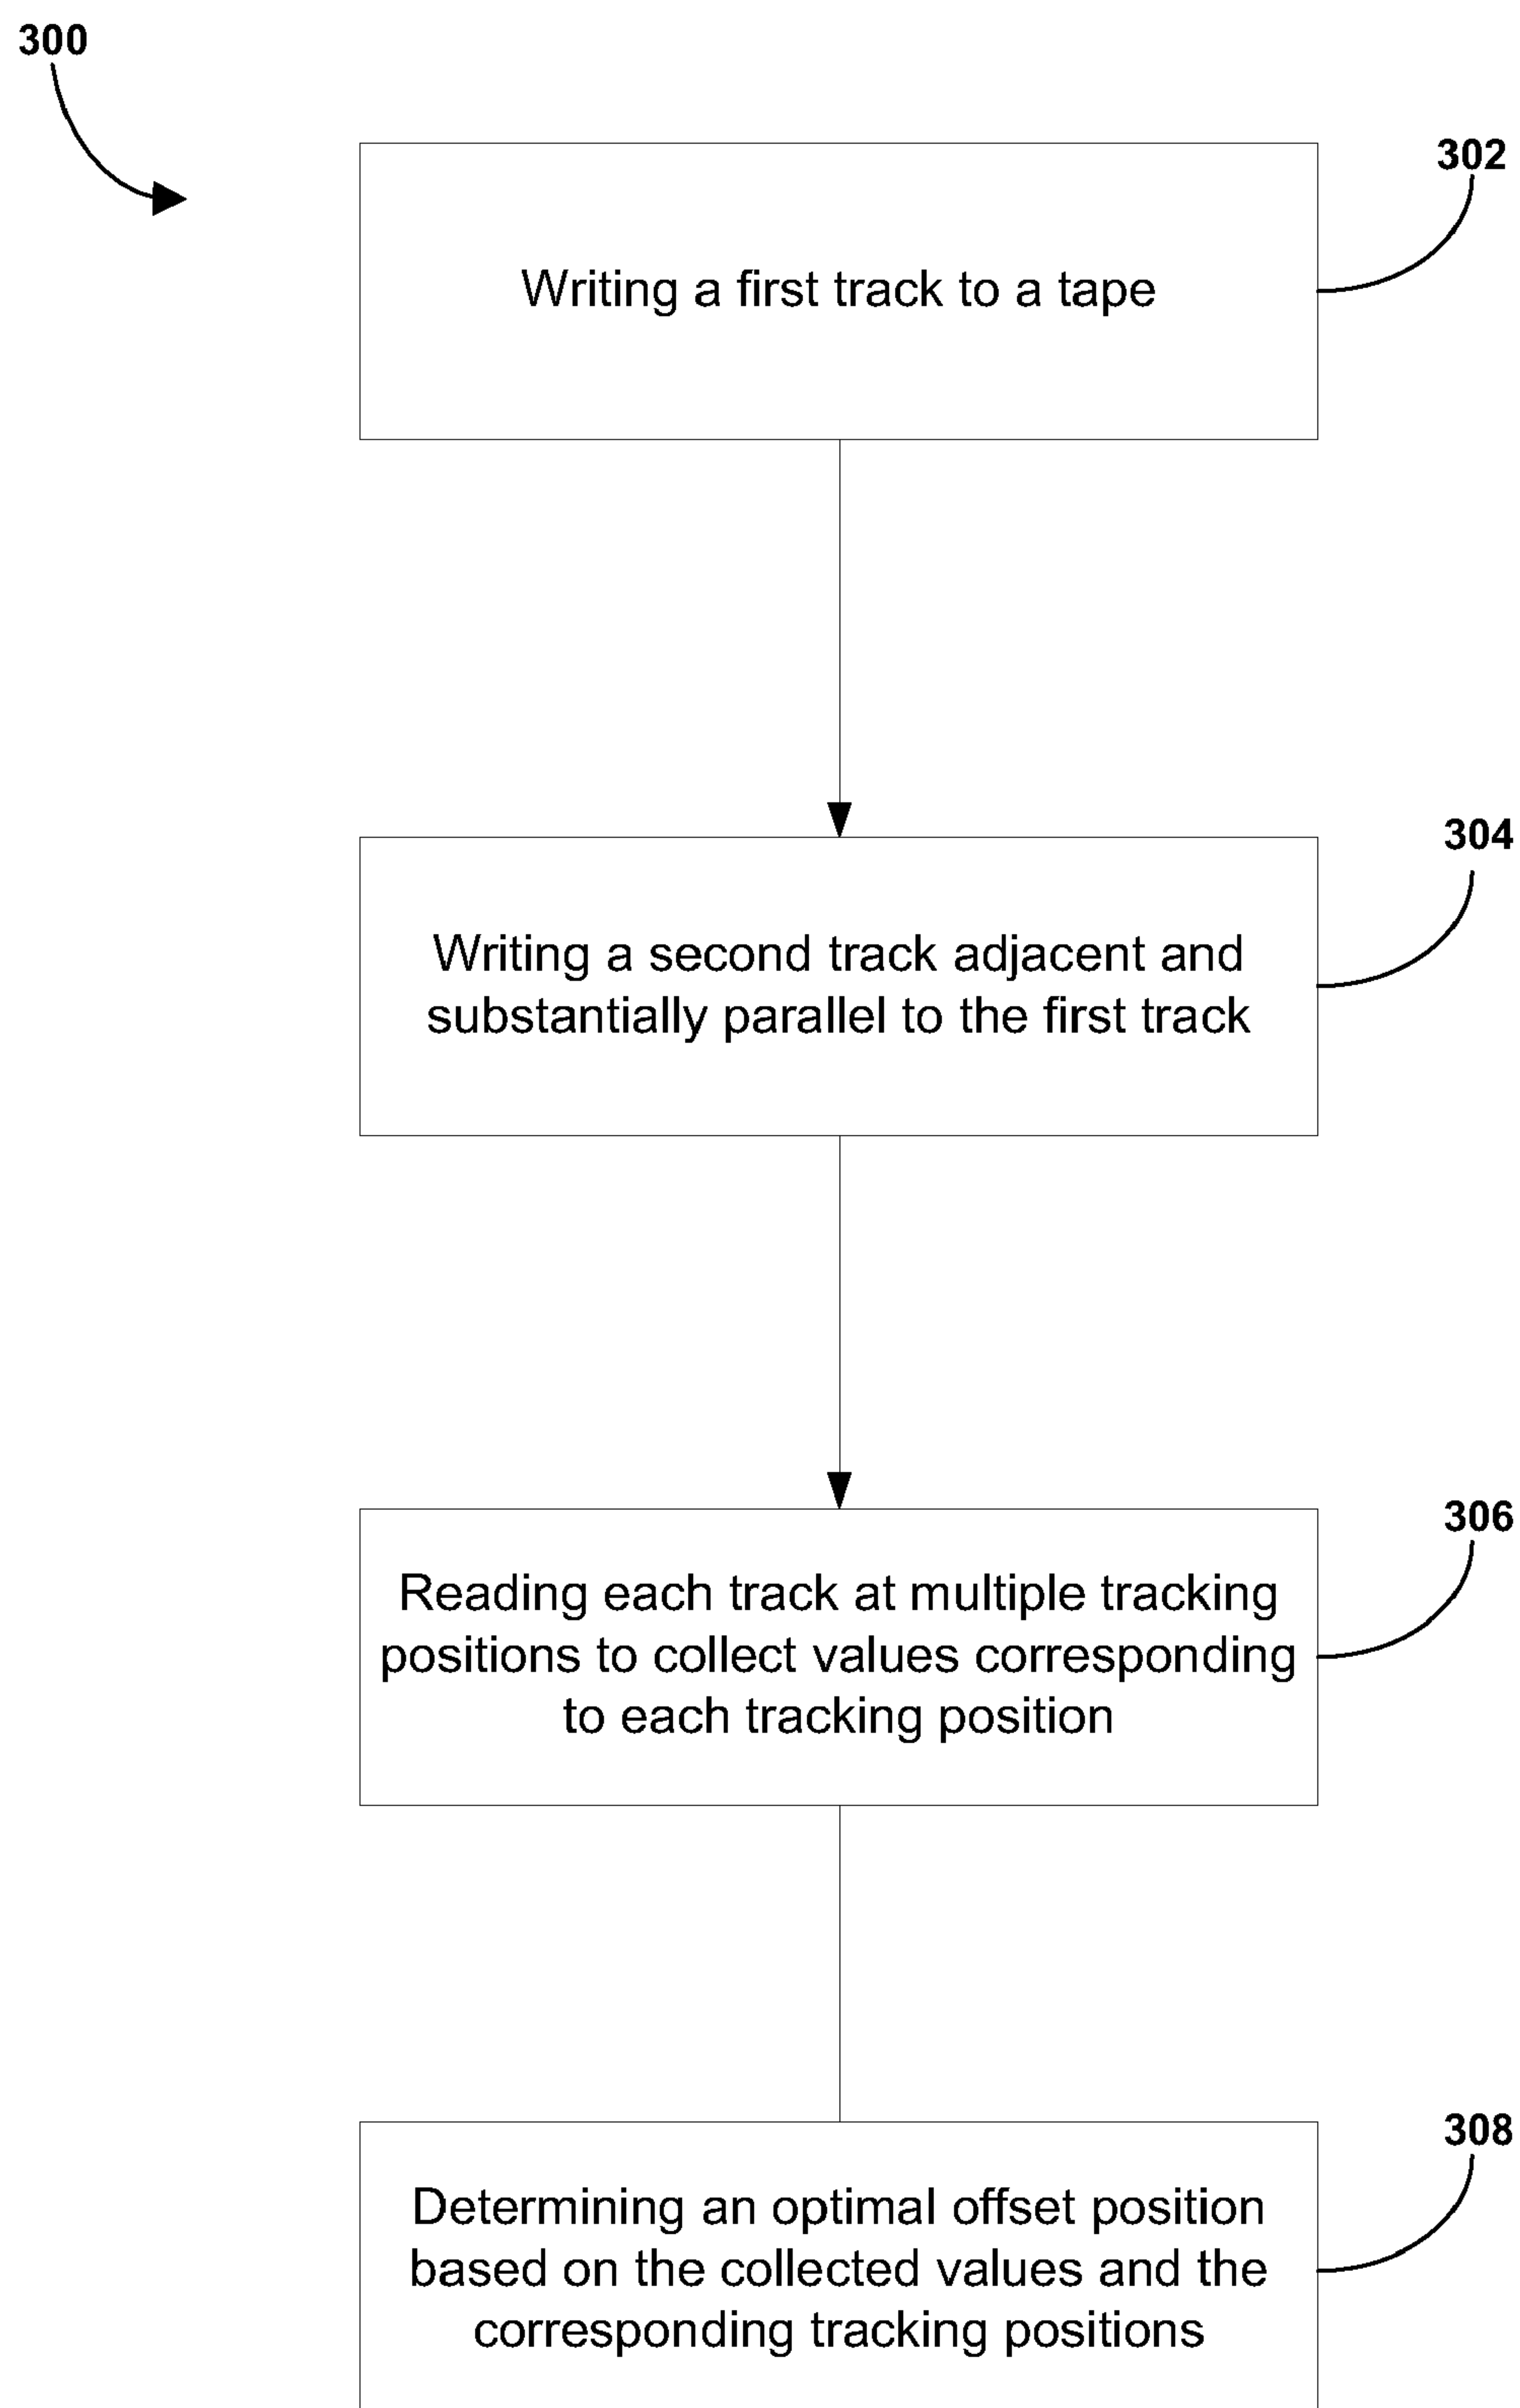 300
302
Writing a first track to a tape
304
Writing a second track adjacent and
substantially parallel to the first track
306
Reading each track at multiple tracking
positions to collect values corresponding
to each tracking position
308
Determining an optimal offset position
based on the collected values and the
corresponding tracking positions